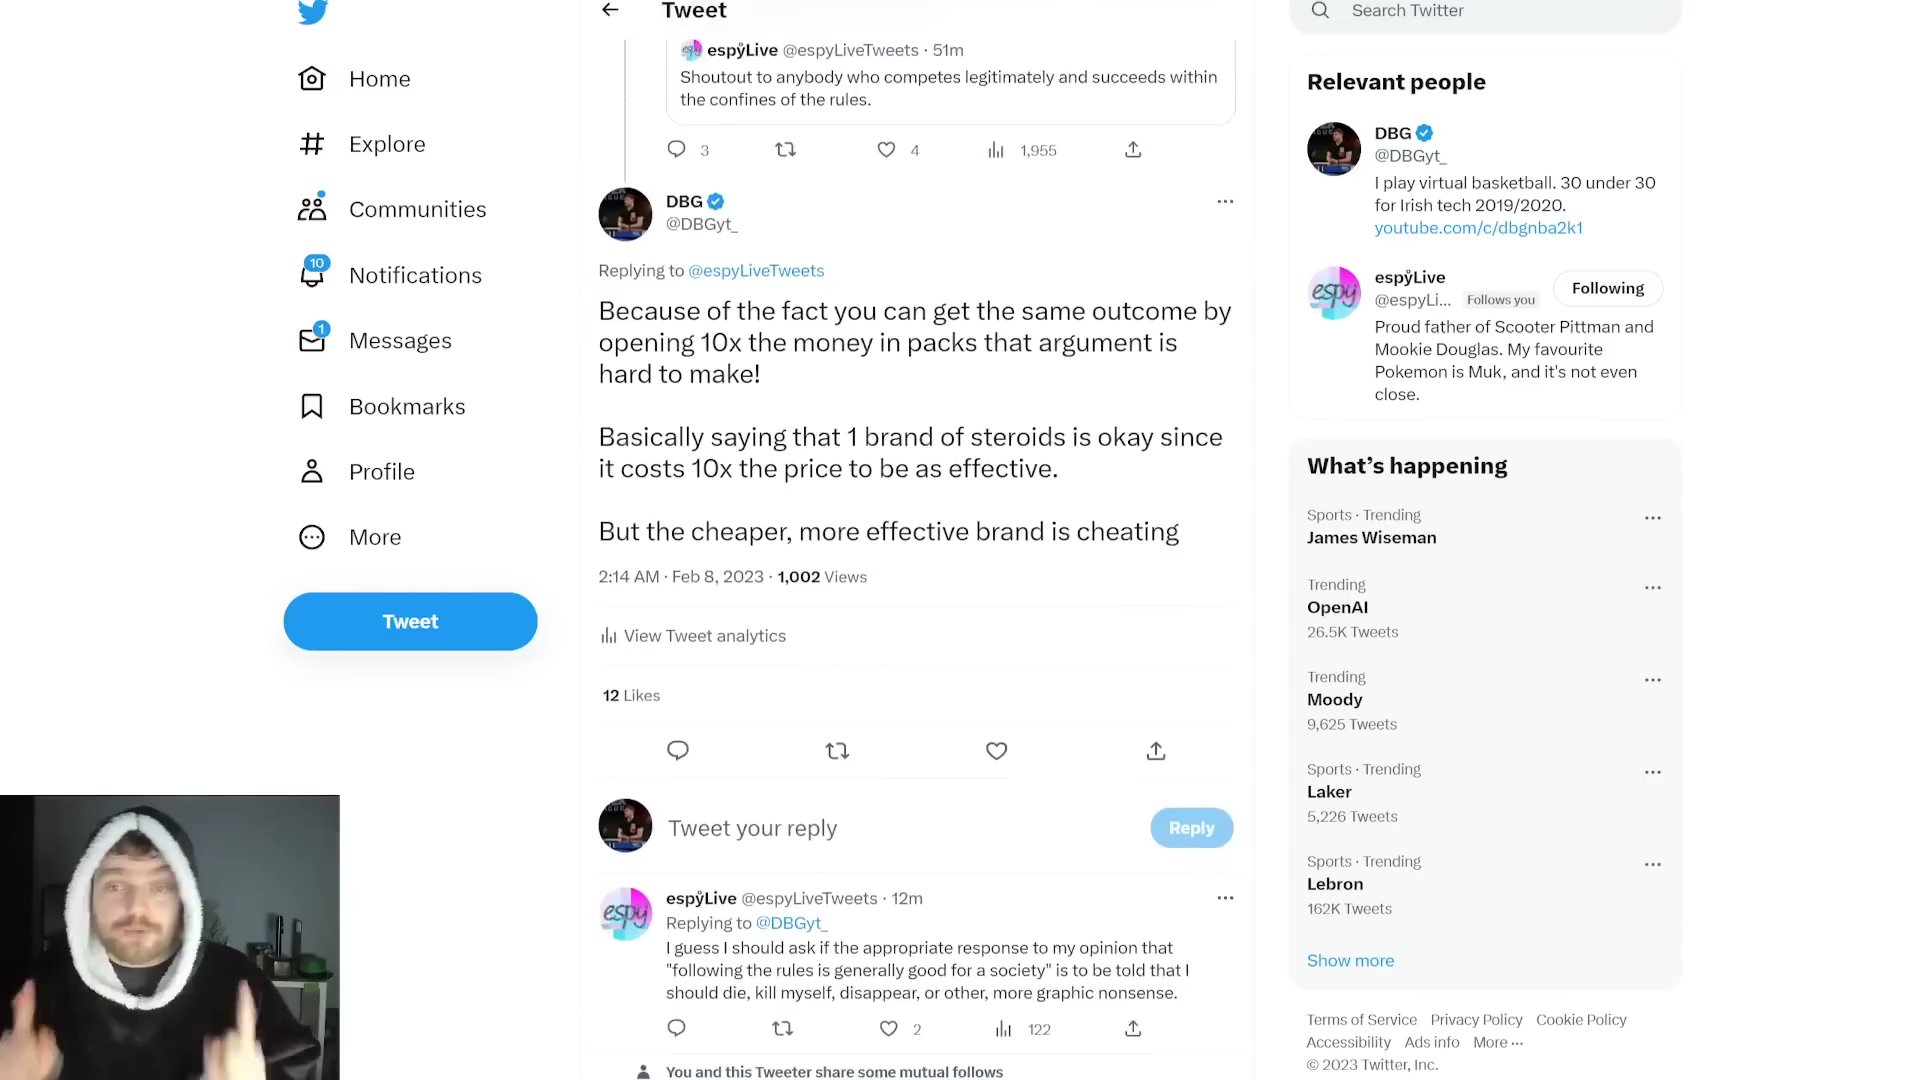 Home
Explore
Communities
10
Notifications
1
Messages
Bookmarks
Profile
More
Tweet
Tweet
espẙLive @espyLiveTweets · 51m
Shoutout to anybody who competes legitimately and succeeds within
the confines of the rules.
3
4
1,955
DBG
@DBGyt_
Replying to @espyLiveTweets
Because of the fact you can get the same outcome by
opening 10x the money in packs that argument is
hard to make!
Basically saying that 1 brand of steroids is okay since
it costs 10x the price to be as effective.
But the cheaper, more effective brand is cheating
2:14 AM · Feb 8, 2023 · 1,002 Views
View Tweet analytics
12 Likes
Tweet your reply
Reply
espy
espẙLive @espyLiveTweets · 12m
Replying to @DBGyt_
I guess I should ask if the appropriate response to my opinion that
"following the rules is generally good for a society" is to be told that I
should die, kill myself, disappear, or other, more graphic nonsense.
2
122
You and this Tweeter share some mutual follows
Search Twitter
Relevant people
DBG
@DBGyt_
I play virtual basketball. 30 under 30
for Irish tech 2019/2020.
youtube.com/c/dbgnba2k1
espy
espẙLive
@espyLi... Follows you
Following
Proud father of Scooter Pittman and
Mookie Douglas. My favourite
Pokemon is Muk, and it's not even
close.
What's happening
Sports · Trending
James Wiseman
Trending
OpenAI
26.5K Tweets
Trending
Moody
9,625 Tweets
Sports · Trending
Laker
5,226 Tweets
Sports · Trending
Lebron
162K Tweets
Show more
Terms of Service Privacy Policy Cookie Policy
Accessibility Ads info More ···
© 2023 Twitter, Inc.